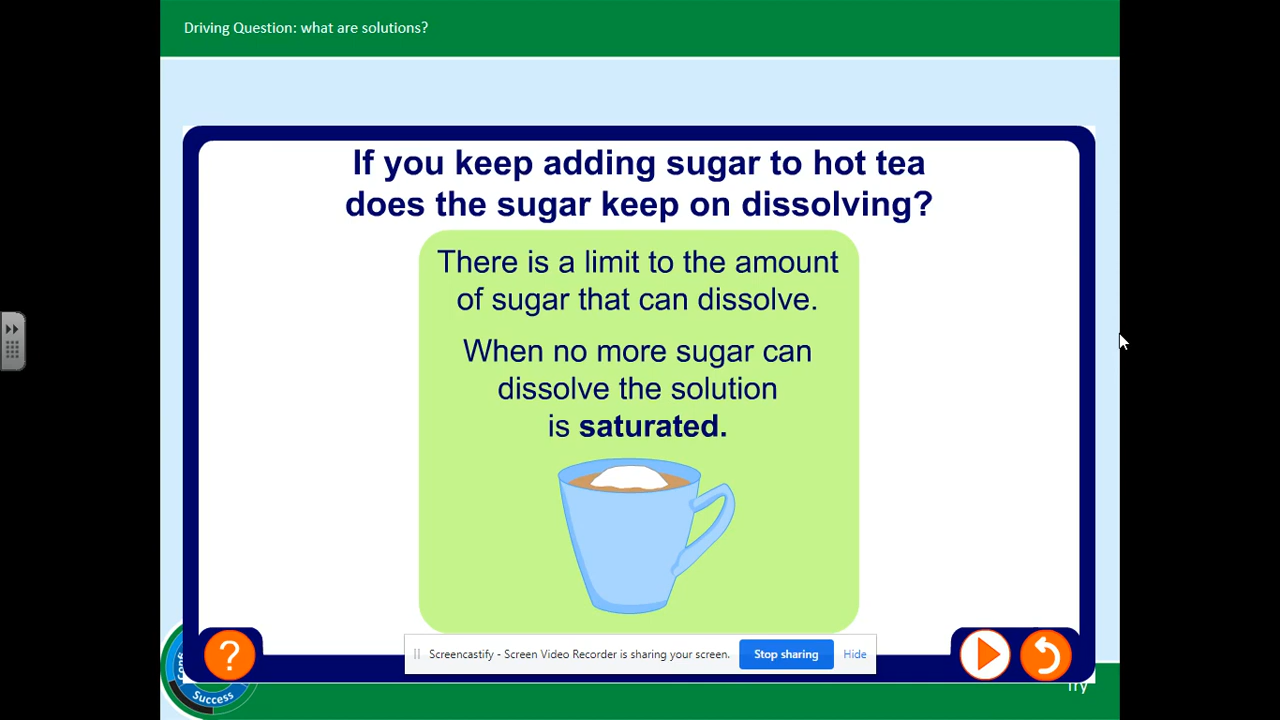 Driving Question: what are solutions?
If you keep adding sugar to hot tea
does the sugar keep on dissolving?
There is a limit to the amount
of sugar that can dissolve.
When no more sugar can
dissolve the solution
is saturated.
?
Screencastify - Screen Video Recorder is sharing your screen.
Stop sharing
Hide
Success
Try